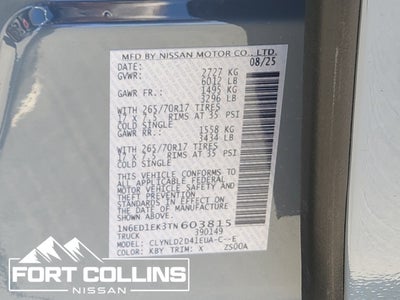 MFD BY NISSAN MOTOR CO., LTD.
DATE: 08/25
GVWR: 2727 KG
6012 LB
GAWR FR.: 1495 KG
3296 LB
WITH 265/70R17 TIRES
17 X 7.5 RIMS AT 35 PSI
COLD SINGLE
GAWR RR.: 1558 KG
3434 LB
WITH 265/70R17 TIRES
17 X 7.5 RIMS AT 35 PSI
COLD SINGLE
THIS VEHICLE CONFORMS TO
ALL APPLICABLE U.S. FEDERAL
MOTOR VEHICLE SAFETY
STANDARDS IN EFFECT ON
THE DATE OF MANUFACTURE
SHOWN ABOVE.
1N6ED1EK3TN603815
TRUCK 390149
MODEL: CLYNLD2D41EUA-C--E
COLOR: KBY TRIM: X ZS00A
FORT COLLINS
NISSAN